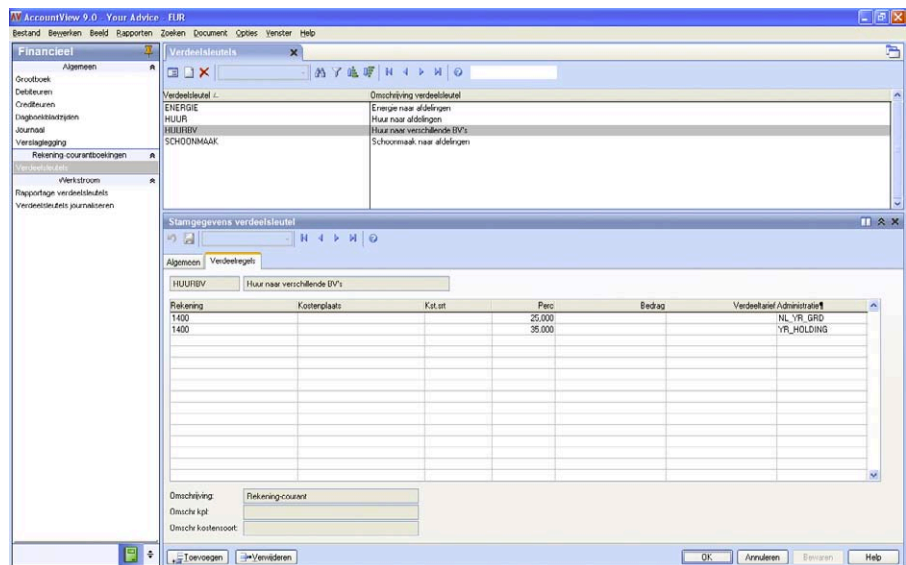 AccountView 9.0 - Your Advice - EUR
Bestand Bewerken Beeld Rapporten Zoeken Document Opties Venster Help
Financieel
Algemeen
Grootboek
Debiteuren
Crediteuren
Dagboekbladzijden
Journaal
Verslaglegging
Rekening-courantboekingen
Verdeelsleutels
Werkstroom
Rapportage verdeelsleutels
Verdeelsleutels journaliseren
Verdeelsleutels
Verdeelsleutel Omschrijving verdeelsleutel
ENERGIE Energie naar afdelingen
HUUR Huur naar afdelingen
HUURBV Huur naar verschillende BV's
SCHOONMAAK Schoonmaak naar afdelingen
Stamgegevens verdeelsleutel
Algemeen Verdeelregels
HUURBV Huur naar verschillende BV's
Rekening Kostenplaats Kst.srt Perc Bedrag Verdeeltarief Administratie¶
1400 25,000 NL_YR_GRD
1400 35,000 YR_HOLDING
Omschrijving: Rekening-courant
Omschr kpl:
Omschr kostensoort:
Toevoegen Verwijderen OK Annuleren Bewaren Help